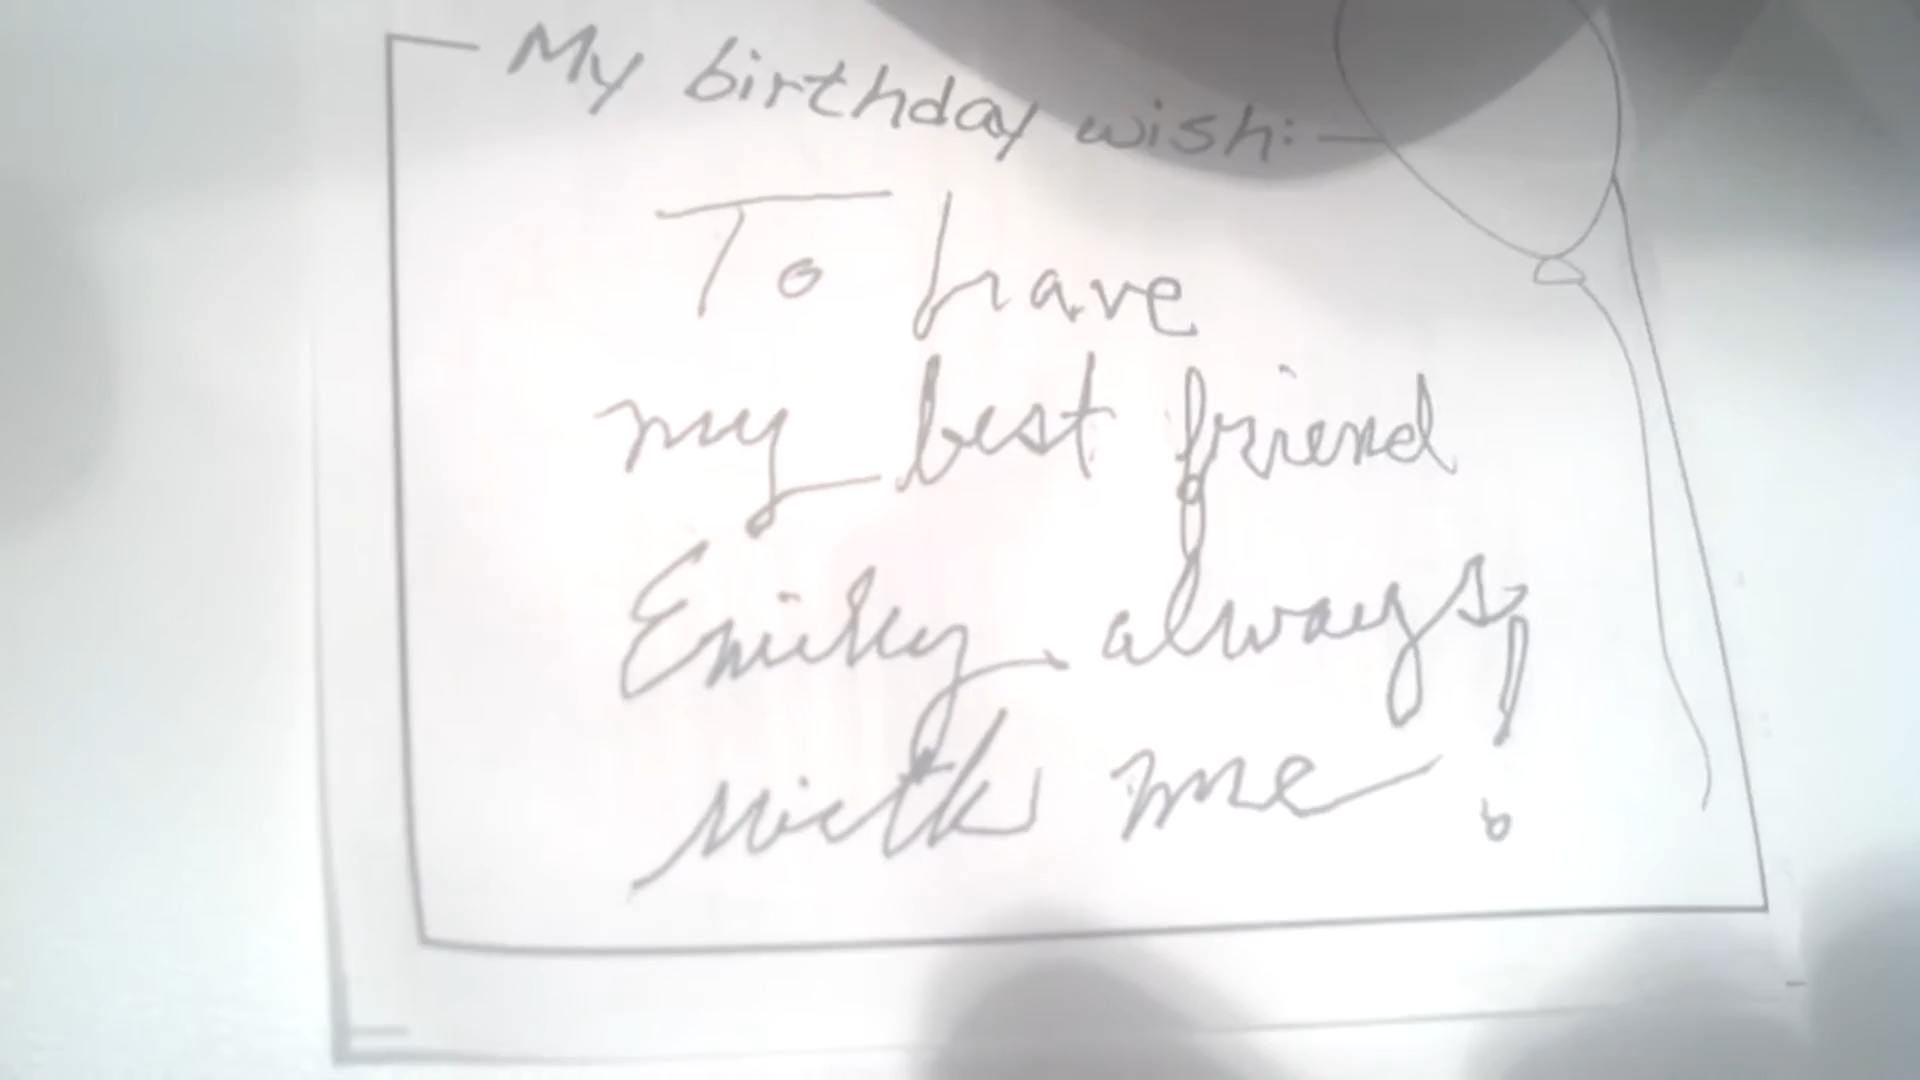 My birthday wish:
To have
my best friend
Emily always
with me!